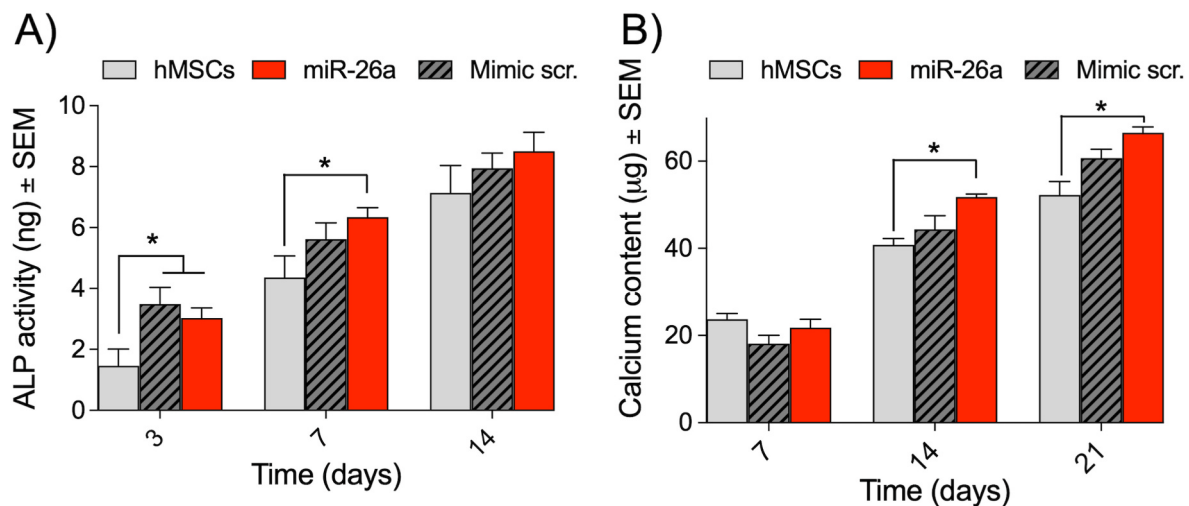 A)
hMSCs miR-26a Mimic scr.
ALP activity (ng) ± SEM
10
8
6
4
2
0
*
*
3 7 14
Time (days)
B)
hMSCs miR-26a Mimic scr.
Calcium content (µg) ± SEM
60
40
20
0
*
*
7 14 21
Time (days)